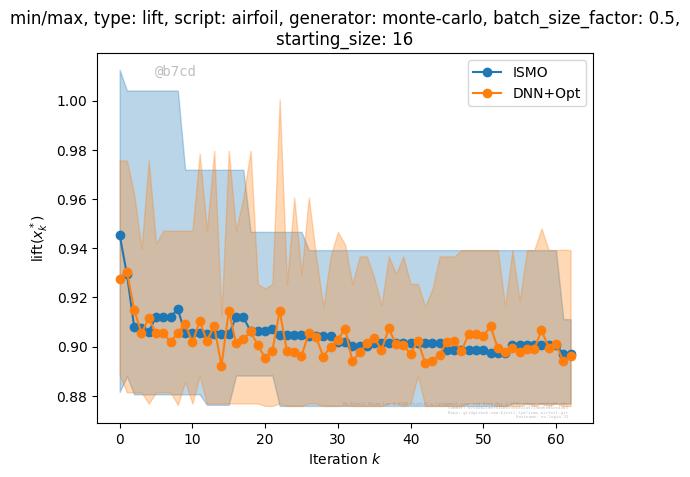 min/max, type: lift, script: airfoil, generator: monte-carlo, batch_size_factor: 0.5,
starting_size: 16
@b7cd
ISMO
DNN+Opt
1.00
0.98
0.96
0.94
0.92
0.90
0.88
lift(x*k)
0 10 20 30 40 50 60
Iteration k